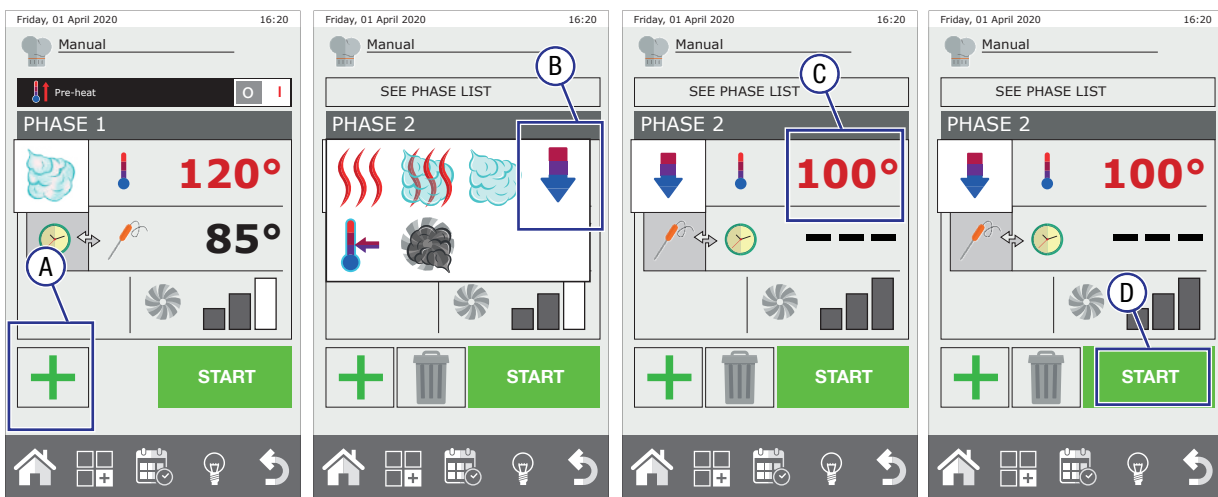 Friday, 01 April 2020 16:20
Manual
Pre-heat O I
PHASE 1
120°
85°
A
START
Friday, 01 April 2020 16:20
Manual
B
SEE PHASE LIST
PHASE 2
START
Friday, 01 April 2020 16:20
Manual
C
SEE PHASE LIST
PHASE 2
100°
---
START
Friday, 01 April 2020 16:20
Manual
SEE PHASE LIST
PHASE 2
100°
---
D
START